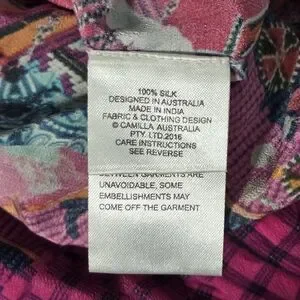 100% SILK
DESIGNED IN AUSTRALIA
MADE IN INDIA
FABRIC & CLOTHING DESIGN
© CAMILLA AUSTRALIA
PTY. LTD.2016
CARE INSTRUCTIONS
SEE REVERSE
BETWEEN GARMENTS ARE
UNAVOIDABLE, SOME
EMBELLISHMENTS MAY
COME OFF THE GARMENT